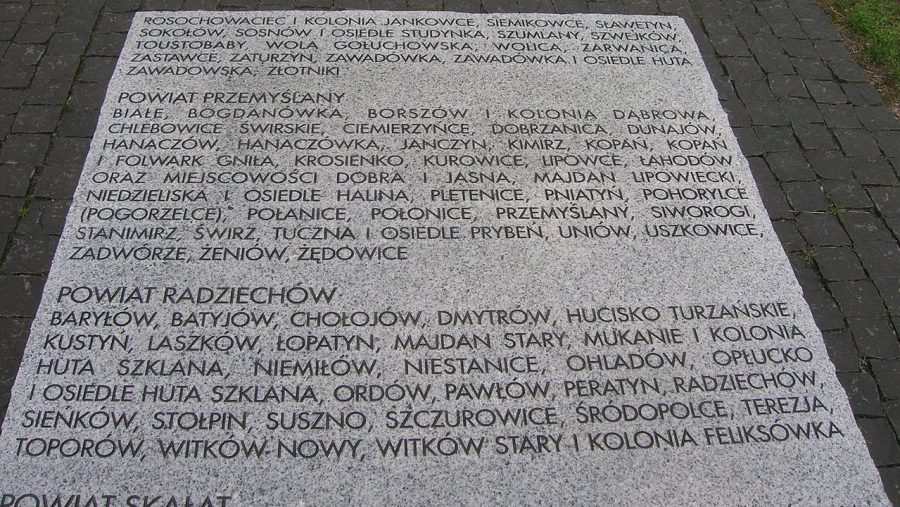 ROSOCHOWACIEC I KOLONIA JANKOWCE, SIEMIKOWCE, SŁAWETYN
SOKOŁÓW, SOSNÓW I OSIEDLE STUDYNKA, SZUMLANY, SZWEJKÓW,
TOUSTOBABY, WOLA GOŁUCHOWSKA, WOLICA, ZARWANICA,
ZASTAWCE, ZATURZYN, ZAWADÓWKA, ZAWADÓWKA I OSIEDLE HUTA
ZAWADOWSKA, ZŁOTNIKI
POWIAT PRZEMYŚLANY
BIAŁE, BOGDANÓWKA, BORSZÓW I KOLONIA DĄBROWA,
CHLEBOWICE ŚWIRSKIE, CIEMIERZYŃCE, DOBRZANICA, DUNAJÓW,
HANACZÓW, HANACZÓWKA, JANCZYN, KIMIRZ, KOPAŃ, KOPAŃ
I FOLWARK GNIŁA, KROSIENKO, KUROWICE, LIPOWCE, ŁAHODÓW
ORAZ MIEJSCOWOŚCI DOBRA I JASNA, MAJDAN LIPOWIECKI,
NIEDZIELISKA I OSIEDLE HALINA, PLETENICE, PNIATYŃ, POHORYLCE
(POGORZELCE), POŁANICE, POŁONICE, PRZEMYŚLANY, SIWOROGI,
STANIMIRZ, ŚWIRZ, TUCZNA I OSIEDLE PRYBEŃ, UNIÓW, USZKOWICE,
ZADWÓRZE, ŻENIÓW, ŻĘDOWICE
POWIAT RADZIECHÓW
BARYŁÓW, BATYJÓW, CHOŁOJÓW, DMYTRÓW, HUCISKO TURZAŃSKIE,
KUSTYN, LASZKÓW, ŁOPATYN, MAJDAN STARY, MUKANIE I KOLONIA
HUTA SZKLANA, NIEMIŁÓW, NIESTANICE, OHLADÓW, OPŁUCKO
I OSIEDLE HUTA SZKLANA, ORDÓW, PAWŁÓW, PERATYN, RADZIECHÓW,
SIEŃKÓW, STOŁPIN, SUSZNO, SZCZUROWICE, ŚRÓDOPOLCE, TEREZJA,
TOPORÓW, WITKÓW NOWY, WITKÓW STARY I KOLONIA FELIKSÓWKA
POWIAT SKAŁAT